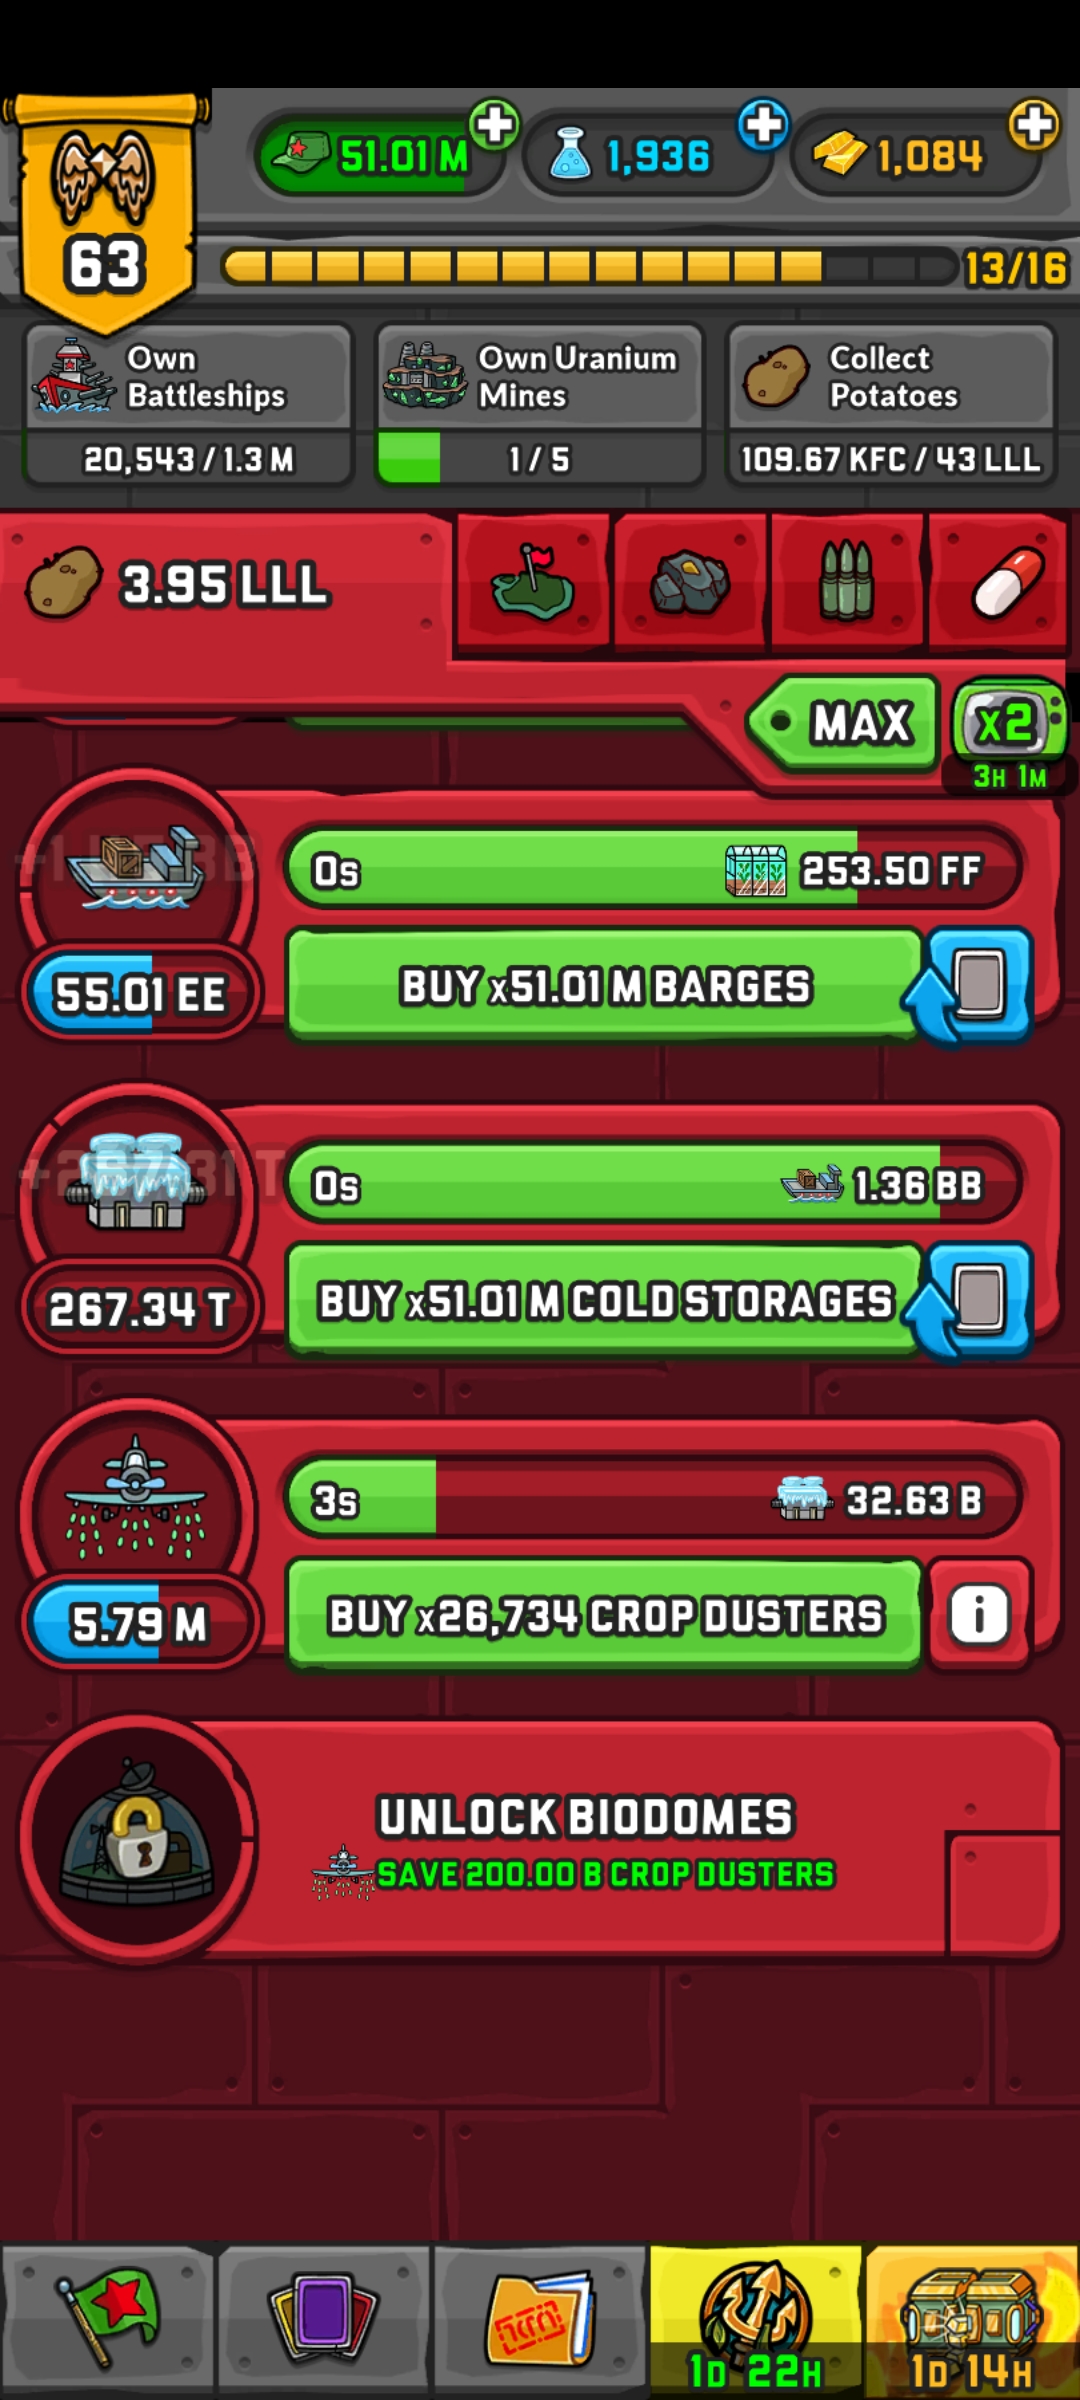 51.01 M
1,936
1,084
63
13/16
Own
Battleships
20,543 / 1.3 M
Own Uranium
Mines
1 / 5
Collect
Potatoes
109.67 KFC / 43 LLL
3.95 LLL
MAX
x2
3H 1M
0s
253.50 FF
55.01 EE
BUY x51.01 M BARGES
0s
1.36 BB
267.34 T
BUY x51.01 M COLD STORAGES
3s
32.63 B
5.79 M
BUY x26,734 CROP DUSTERS
i
UNLOCK BIODOMES
SAVE 200.00 B CROP DUSTERS
1D 22H
1D 14H